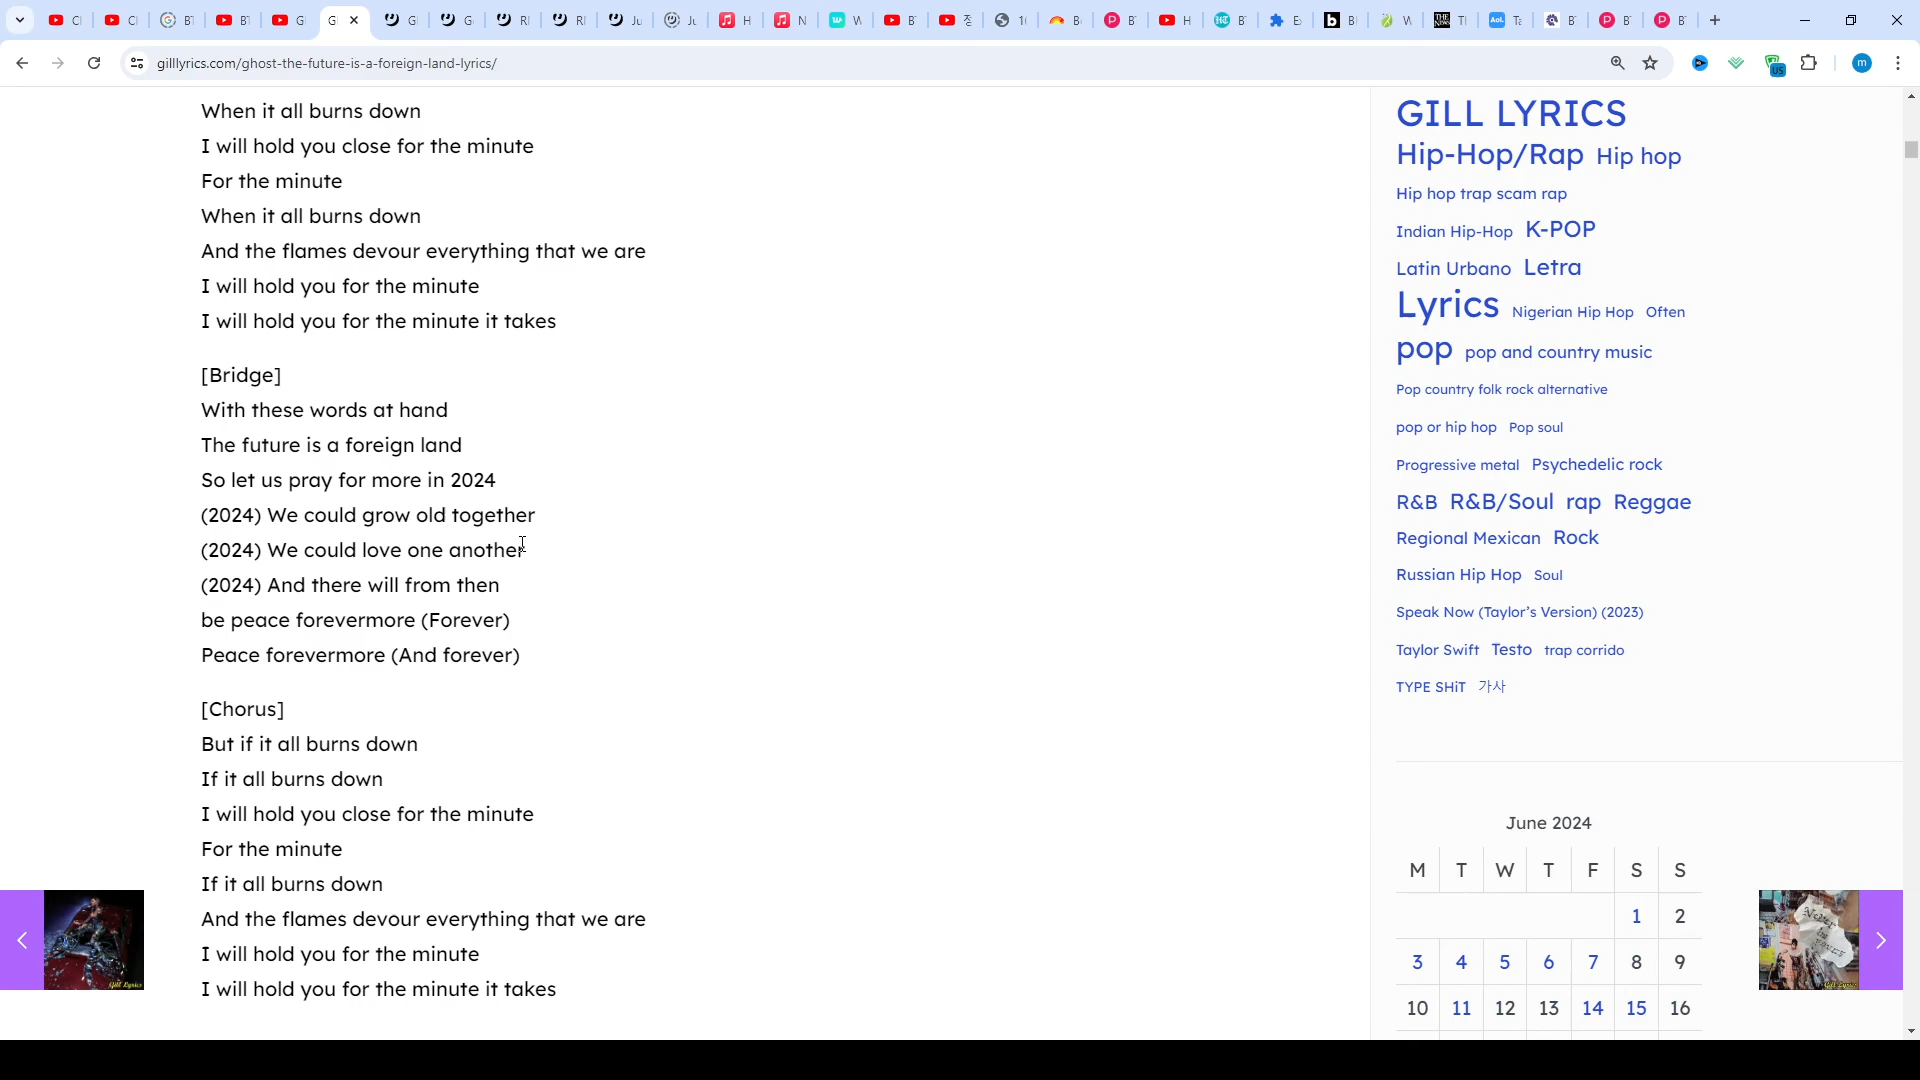 gilllyrics.com/ghost-the-future-is-a-foreign-land-lyrics/
US
m
When it all burns down
I will hold you close for the minute
For the minute
When it all burns down
And the flames devour everything that we are
I will hold you for the minute
I will hold you for the minute it takes
[Bridge]
With these words at hand
The future is a foreign land
So let us pray for more in 2024
(2024) We could grow old together
(2024) We could love one another
(2024) And there will from then
be peace forevermore (Forever)
Peace forevermore (And forever)
[Chorus]
But if it all burns down
If it all burns down
I will hold you close for the minute
For the minute
If it all burns down
And the flames devour everything that we are
I will hold you for the minute
I will hold you for the minute it takes
GILL LYRICS
Hip-Hop/Rap Hip hop
Hip hop trap scam rap
Indian Hip-Hop K-POP
Latin Urbano Letra
Lyrics Nigerian Hip Hop Often
pop pop and country music
Pop country folk rock alternative
pop or hip hop Pop soul
Progressive metal Psychedelic rock
R&B R&B/Soul rap Reggae
Regional Mexican Rock
Russian Hip Hop Soul
Speak Now (Taylor's Version) (2023)
Taylor Swift Testo trap corrido
TYPE SHiT 가사
June 2024
M T W T F S S
1 2
3 4 5 6 7 8 9
10 11 12 13 14 15 16
Gill Lyrics